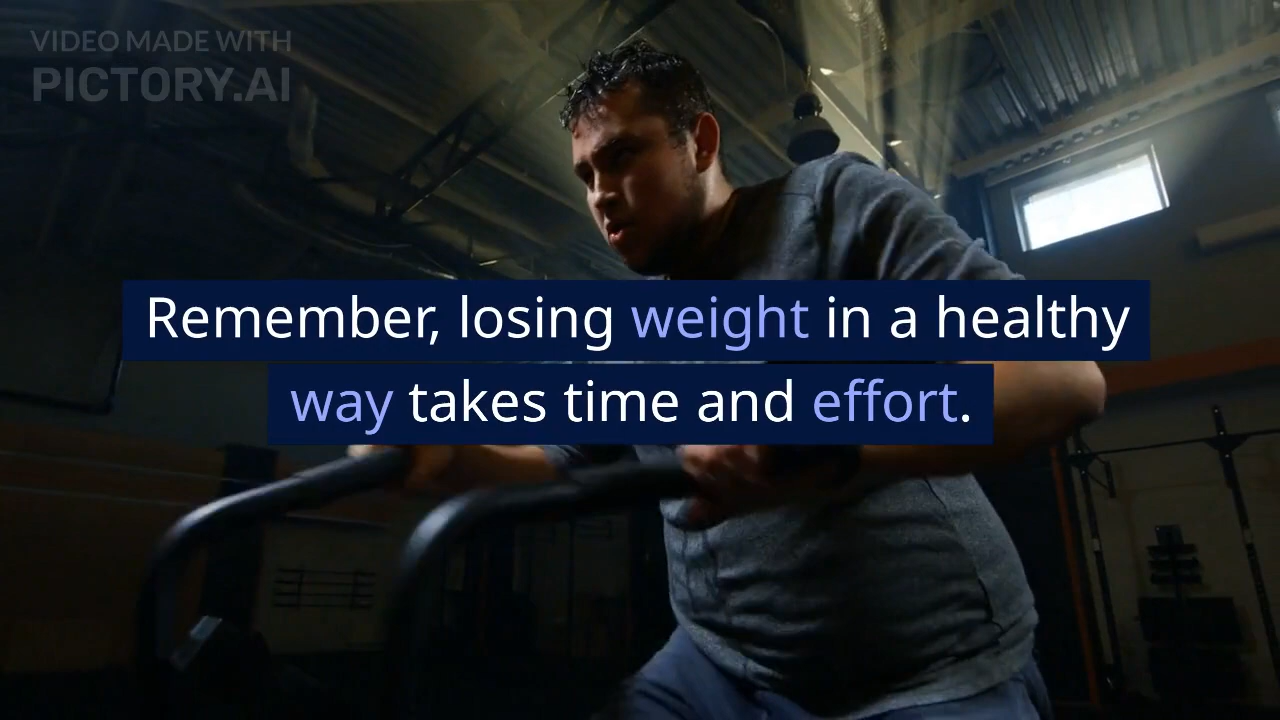 VIDEO MADE WITH
PICTORY.AI
Remember, losing weight in a healthy
way takes time and effort.